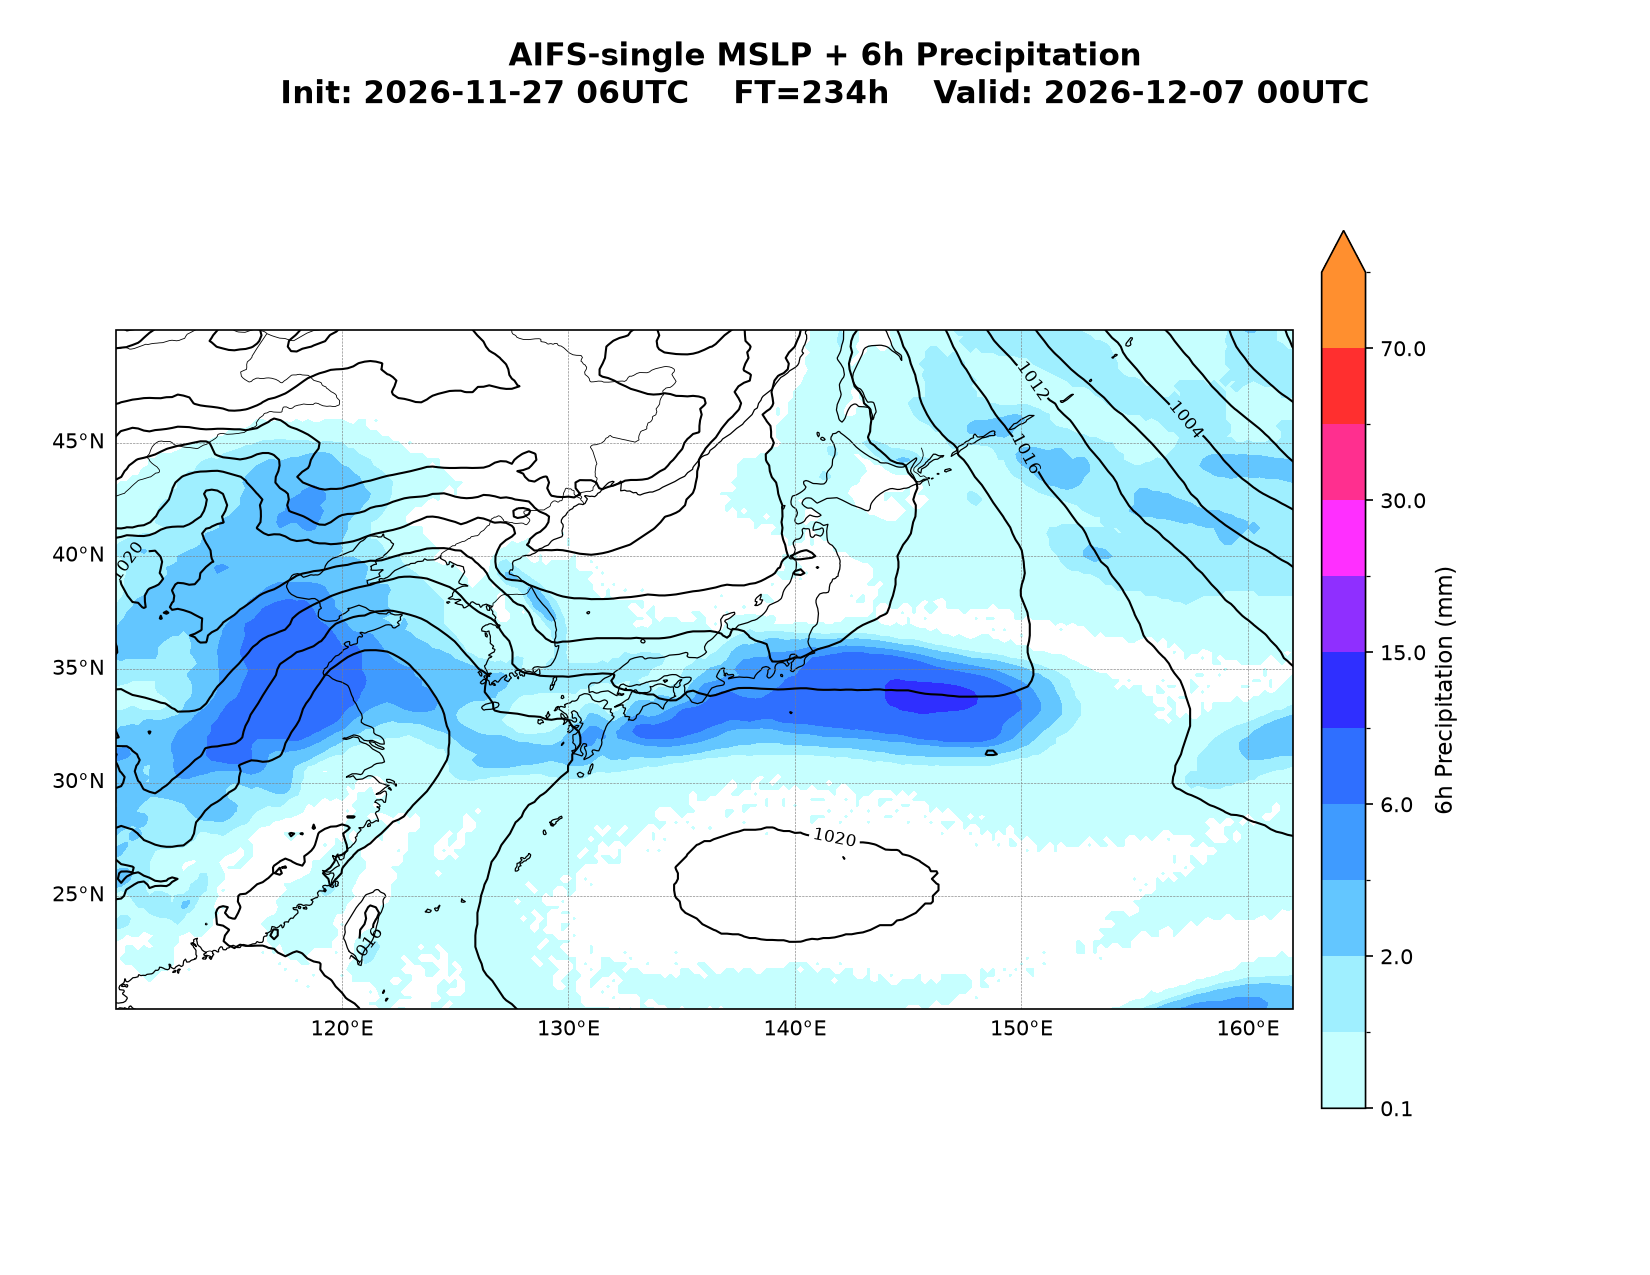 AIFS-single MSLP + 6h Precipitation
Init: 2026-11-27 06UTC    FT=234h    Valid: 2026-12-07 00UTC
45°N
40°N
35°N
30°N
25°N
120°E
130°E
140°E
150°E
160°E
1012
1004
1016
1020
1020
1016
70.0
30.0
15.0
6.0
2.0
0.1
6h Precipitation (mm)